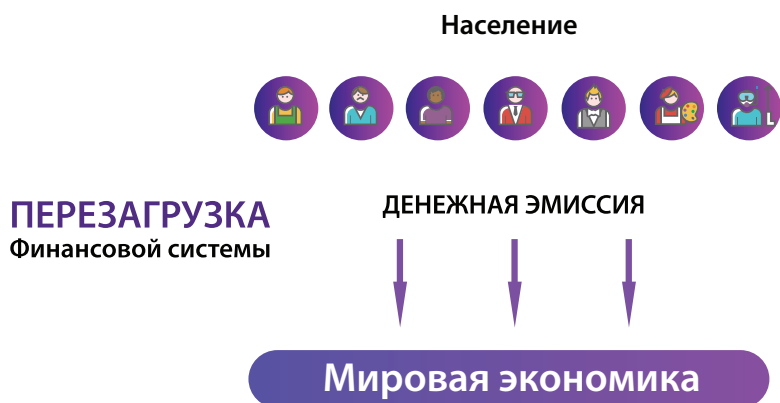 Население
ПЕРЕЗАГРУЗКА
Финансовой системы
ДЕНЕЖНАЯ ЭМИССИЯ
Мировая экономика